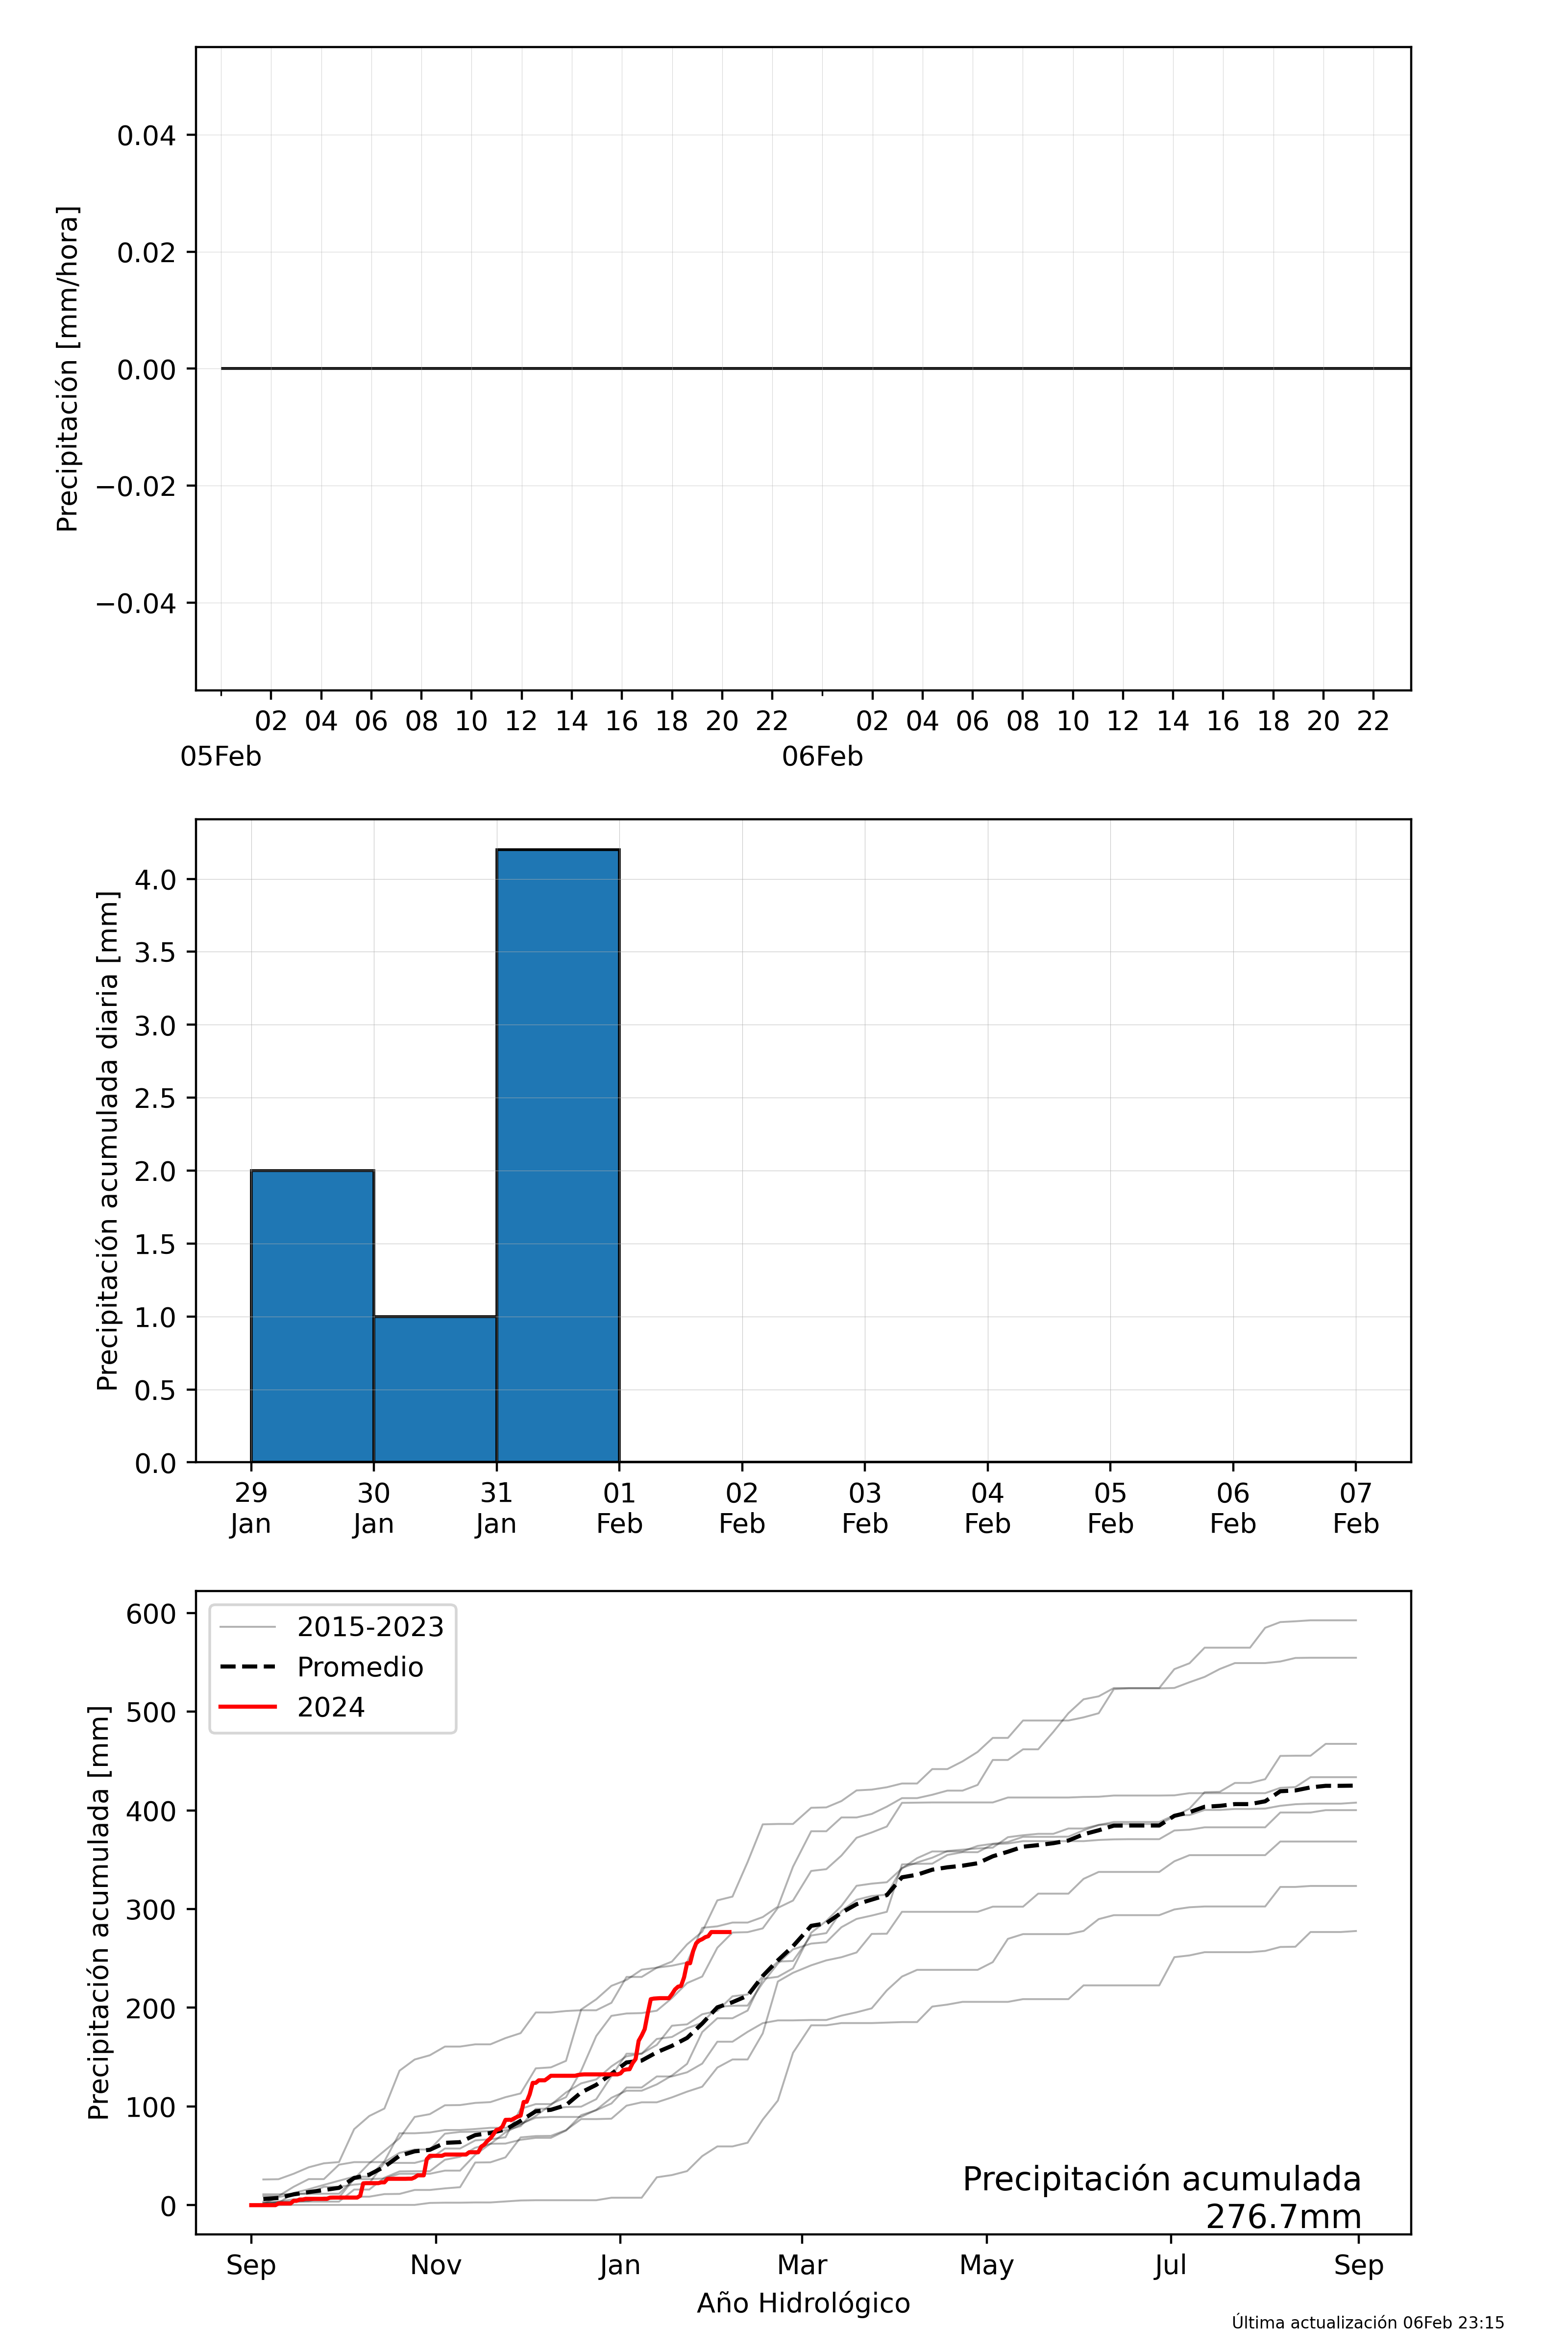 Precipitación [mm/hora]
0.04
0.02
0.00
−0.02
−0.04
02 04 06 08 10 12 14 16 18 20 22 02 04 06 08 10 12 14 16 18 20 22
05Feb 06Feb
Precipitación acumulada diaria [mm]
4.0
3.5
3.0
2.5
2.0
1.5
1.0
0.5
0.0
29 30 31 01 02 03 04 05 06 07
Jan Jan Jan Feb Feb Feb Feb Feb Feb Feb
Precipitación acumulada [mm]
600
500
400
300
200
100
0
2015-2023
Promedio
2024
Precipitación acumulada
276.7mm
Sep Nov Jan Mar May Jul Sep
Año Hidrológico
Última actualización 06Feb 23:15